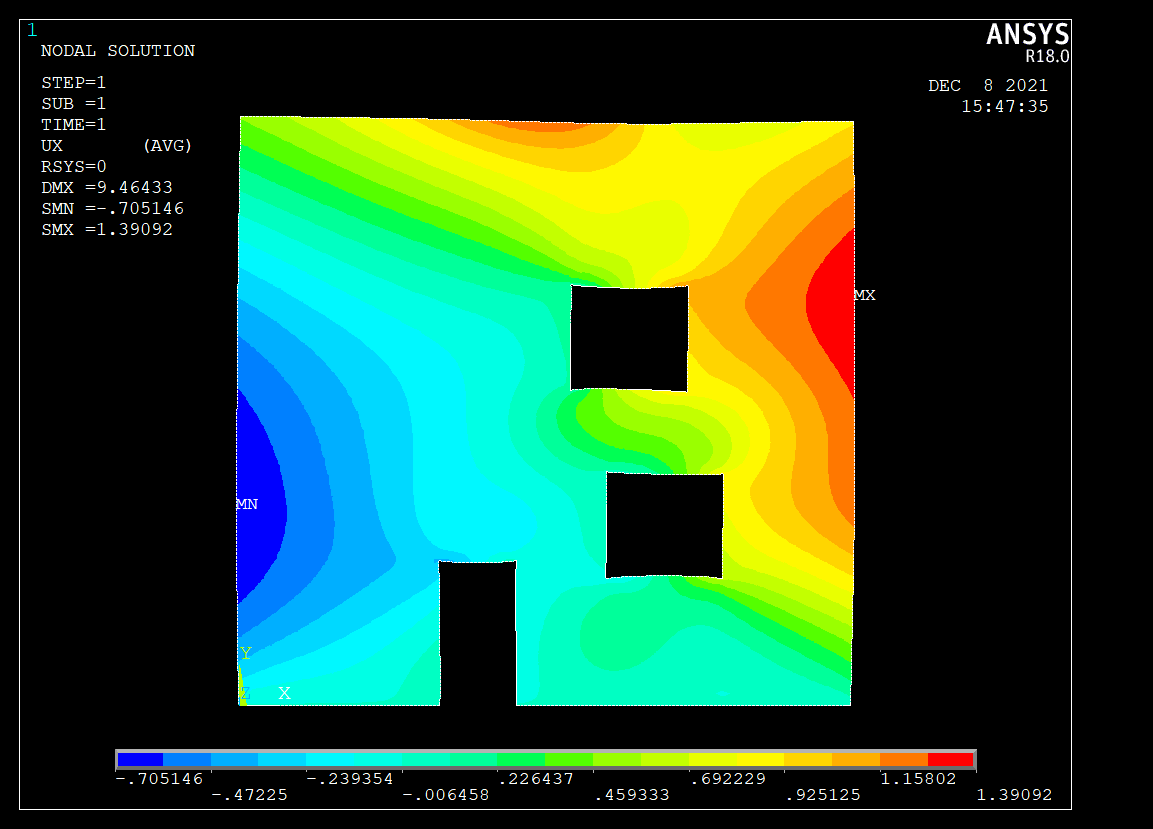 1
ANSYS
R18.0
NODAL SOLUTION
STEP=1
SUB =1
TIME=1
UX (AVG)
RSYS=0
DMX =9.46433
SMN =-.705146
SMX =1.39092
DEC 8 2021
15:47:35
MX
MN
Y
Z X
-.705146 -.239354 .226437 .692229 1.15802
-.47225 -.006458 .459333 .925125 1.39092